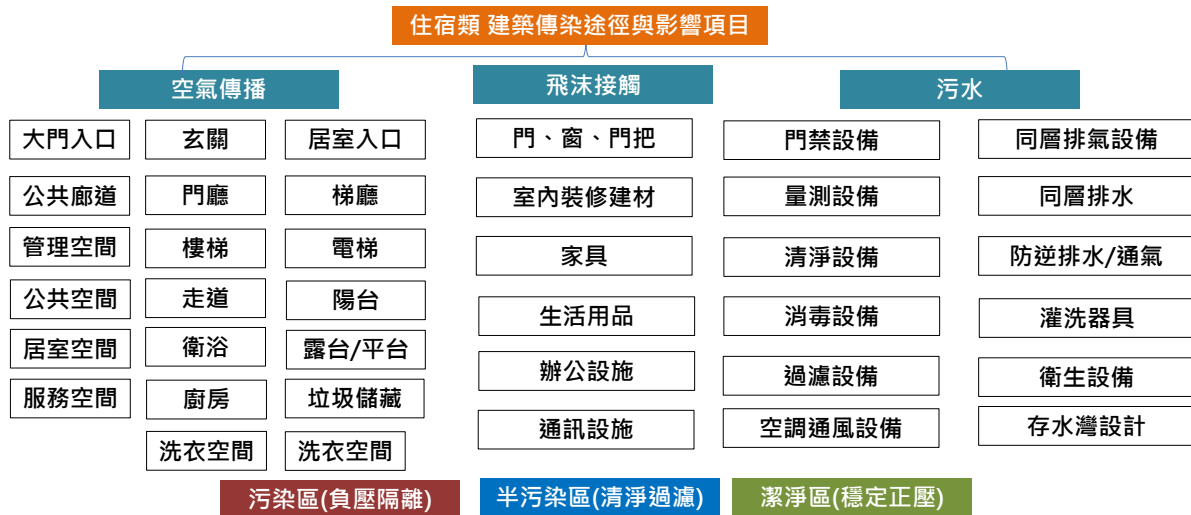 住宿類 建築傳染途徑與影響項目
空氣傳播
飛沫接觸
污水
大門入口
玄關
居室入口
門、窗、門把
門禁設備
同層排氣設備
公共廊道
門廳
梯廳
室內裝修建材
量測設備
同層排水
管理空間
樓梯
電梯
家具
清淨設備
防逆排水/通氣
公共空間
走道
陽台
生活用品
消毒設備
灌洗器具
居室空間
衛浴
露台/平台
辦公設施
過濾設備
衛生設備
服務空間
廚房
垃圾儲藏
通訊設施
空調通風設備
存水灣設計
洗衣空間
洗衣空間
污染區(負壓隔離)
半污染區(清淨過濾)
潔淨區(穩定正壓)